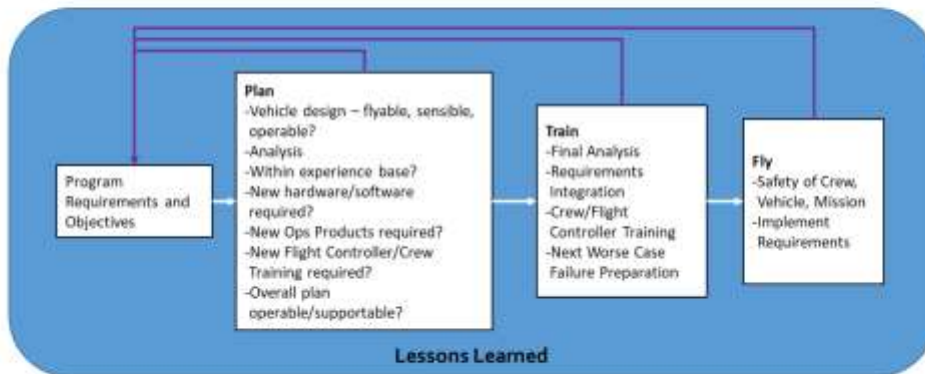 Program
Requirements and
Objectives
Plan
-Vehicle design – flyable, sensible,
operable?
-Analysis
-Within experience base?
-New hardware/software
required?
-New Ops Products required?
-New Flight Controller/Crew
Training required?
-Overall plan
operable/supportable?
Train
-Final Analysis
-Requirements
Integration
-Crew/Flight
Controller Training
-Next Worse Case
Failure Preparation
Fly
-Safety of Crew,
Vehicle, Mission
-Implement
Requirements
Lessons Learned